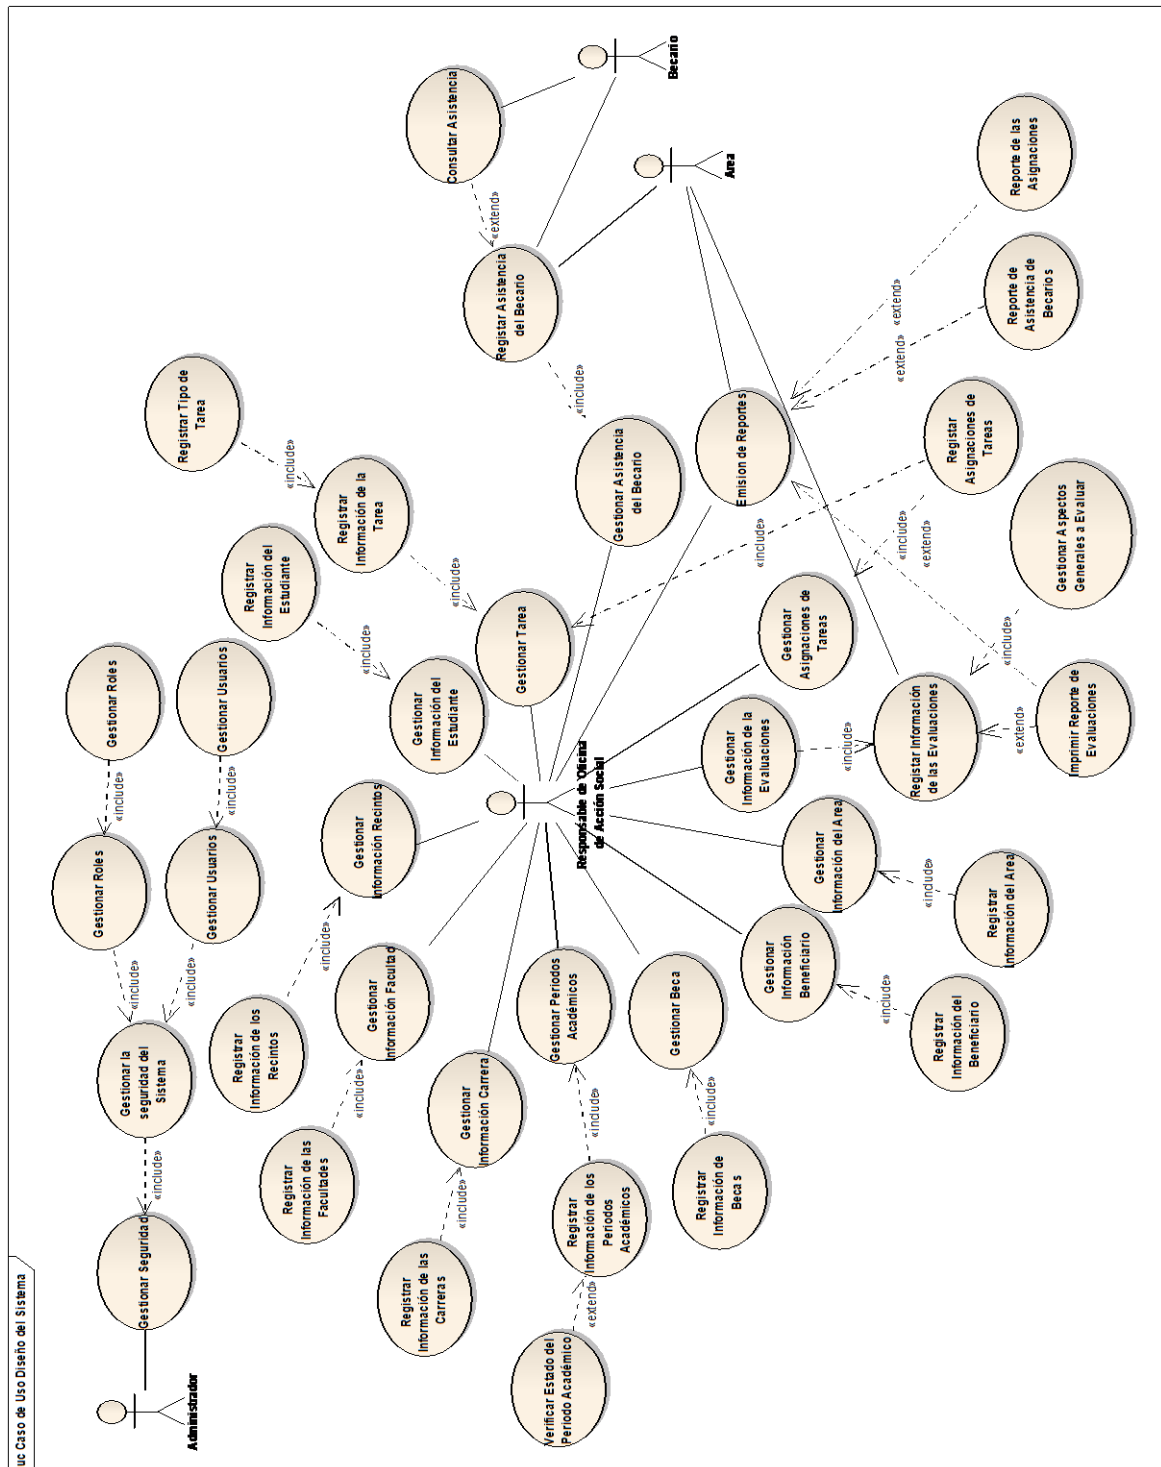 uc Caso de Uso Diseño del Sistema
Administrador
Gestionar Seguridad
«include»
Gestionar la
seguridad del
Sistema
«include»
«include»
Gestionar Roles
Gestionar Usuarios
«include»
«include»
Gestionar Roles
Gestionar Usuarios
Registrar
Información de los
Recintos
«include»
Gestionar
Información Recintos
Registrar
Información de las
Facultades
«include»
Gestionar
Información Facultad
Registrar
Información de las
Carreras
«include»
Gestionar
Información Carrera
Verificar Estado del
Periodo Académico
«extend»
Registrar
Información de los
Periodos
Académicos
«include»
Gestionar Periodos
Académicos
Registrar
Información de
Becas
«include»
Gestionar Beca
Registrar
Información del
Beneficiario
«include»
Gestionar
Información
Beneficiario
Registrar
Información del Area
«include»
Gestionar
Información del Area
Responsable de Oficina
de Acción Social
Gestionar
Información del
Estudiante
«include»
Registrar
Información del
Estudiante
Gestionar Tarea
«include»
Registrar
Información de la
Tarea
«include»
Registrar Tipo de
Tarea
Gestionar Asistencia
del Becario
«include»
Registar Asistencia
del Becario
«extend»
Consultar Asistencia
Becario
Area
Emision de Reportes
«extend»
«extend»
«extend»
«extend»
Reporte de las
Asignaciones
Reporte de
Asistencia de
Becarios
Gestionar
Asignaciones de
Tareas
«include»
«include»
«extend»
Registar
Asignaciones de
Tareas
Gestionar
Información de la
Evaluaciones
«include»
Registar Información
de las Evaluaciones
«include»
«include»
Gestionar Aspectos
Generales a Evaluar
«extend»
Imprimir Reporte de
Evaluaciones